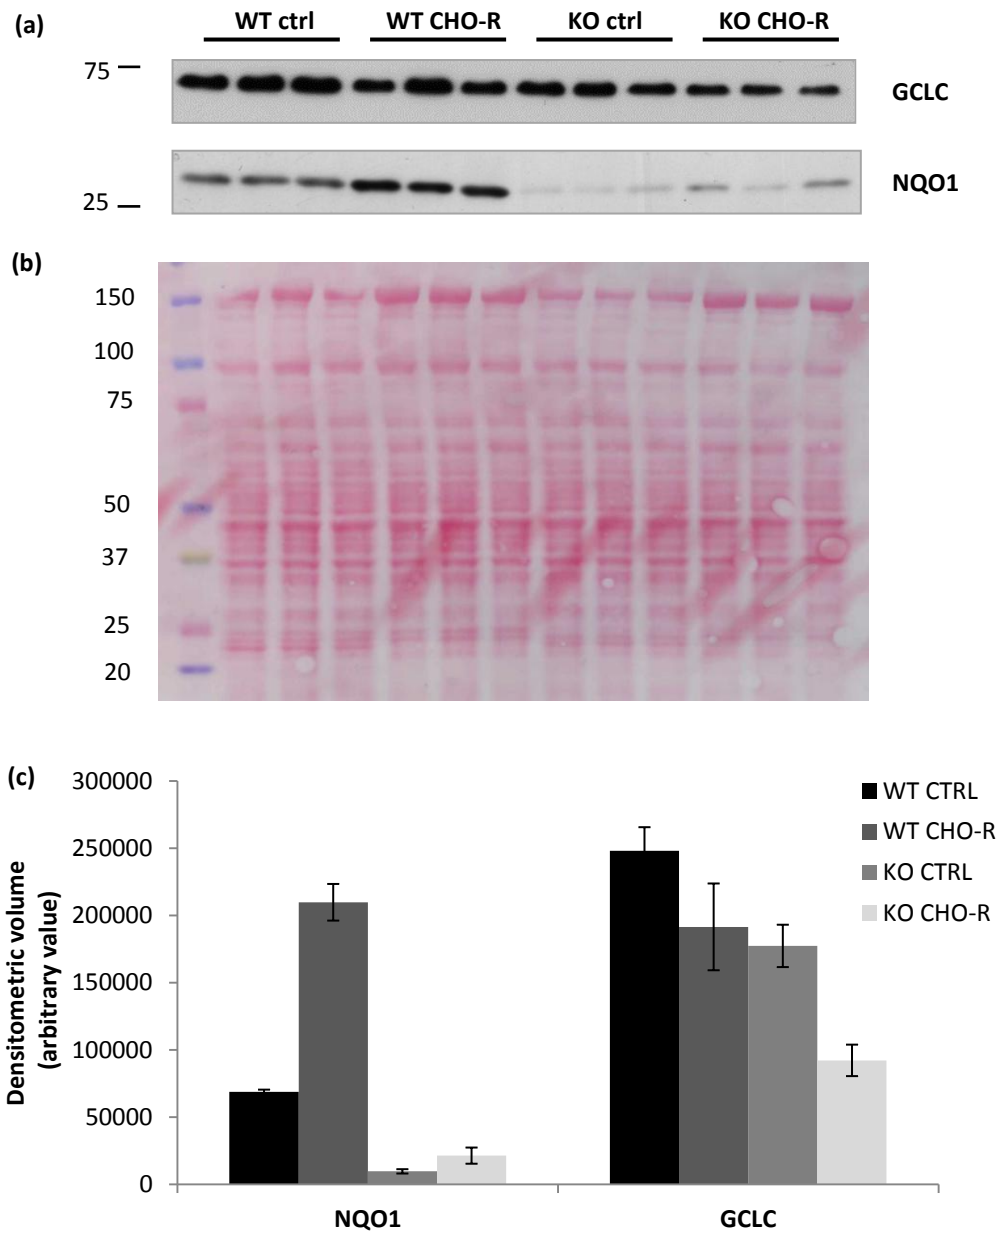 (a)
WT ctrl WT CHO-R KO ctrl KO CHO-R
75
GCLC
NQO1
25
(b)
150
100
75
50
37
25
20
(c)
Densitometric volume
(arbitrary value)
300000
250000
200000
150000
100000
50000
0
WT CTRL
WT CHO-R
KO CTRL
KO CHO-R
NQO1 GCLC